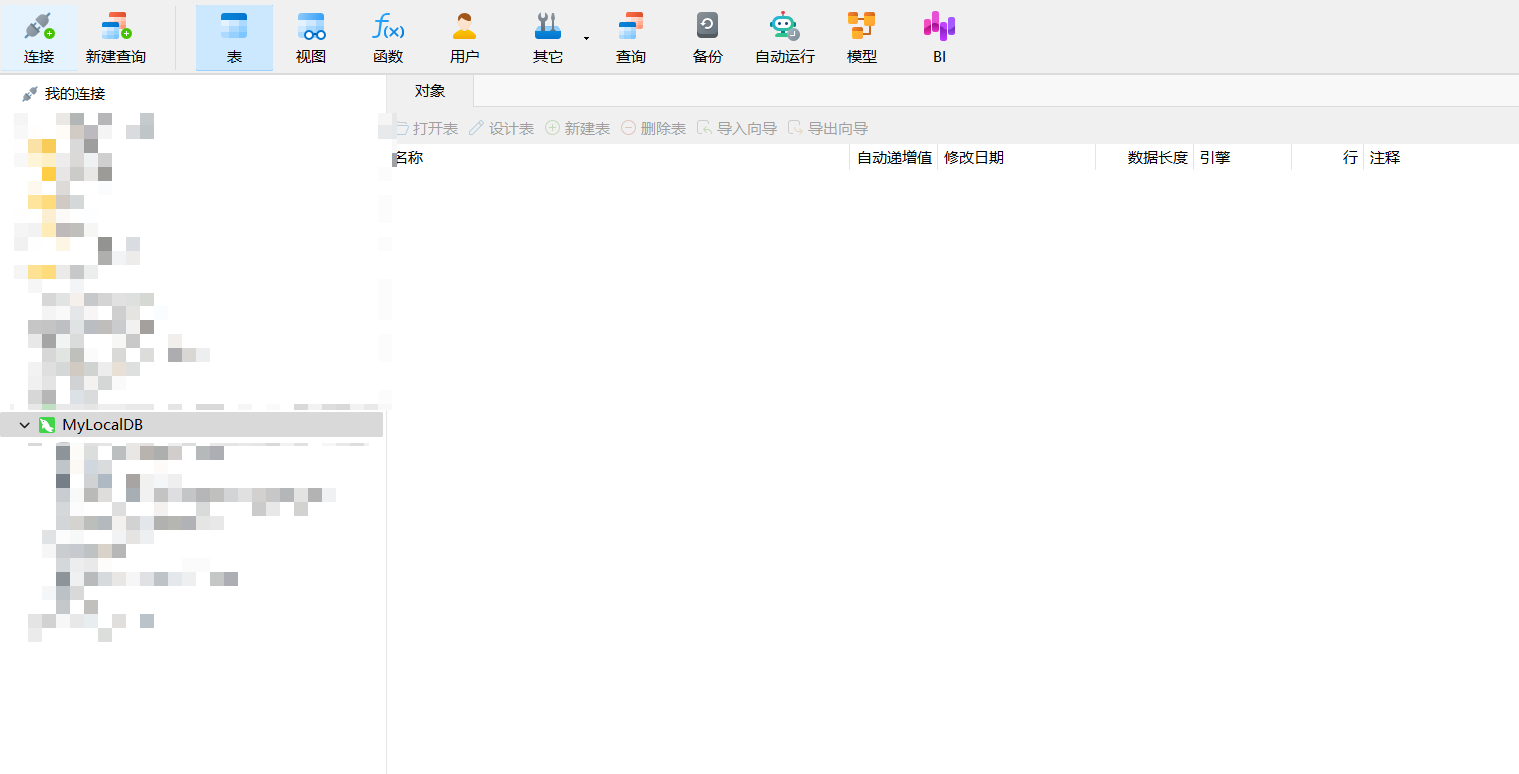 连接 新建查询 表 视图 函数 用户 其它 查询 备份 自动运行 模型 BI
我的连接 对象
打开表 设计表 新建表 删除表 导入向导 导出向导
名称 自动递增值 修改日期 数据长度 引擎 行 注释
MyLocalDB